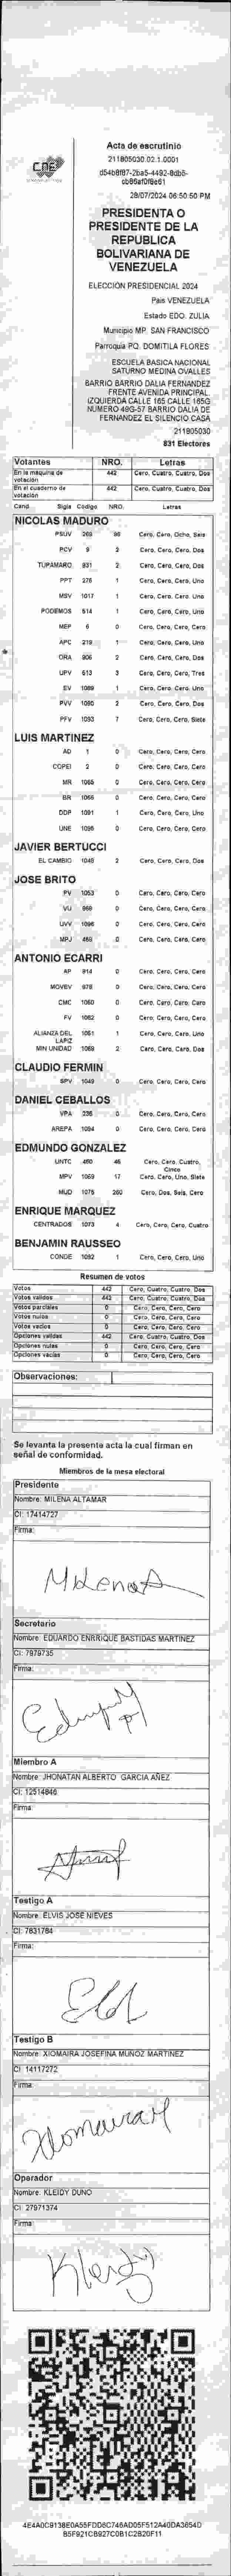 CNE
Acta de escrutinio
211805030.02.1.0001
28/07/2024 06:50:50 PM
PRESIDENTA O
PRESIDENTE DE LA
REPUBLICA
BOLIVARIANA DE
VENEZUELA
ELECCIÓN PRESIDENCIAL 2024
Pais VENEZUELA
Estado EDO. ZULIA
Municipio MP. SAN FRANCISCO
Parroquia PQ. DOMITILA FLORES
ESCUELA BASICA NACIONAL
SATURNO MEDINA OVALLES
BARRIO BARRIO DALIA FERNANDEZ
FRENTE AVENIDA PRINCIPAL.
IZQUIERDA CALLE 165 CALLE 165G
NUMERO 49G-57 BARRIO DALIA DE
FERNANDEZ EL SILENCIO CASA
211805030
831 Electores
Votantes NRO. Letras
En la maquina de votación 442 Cero, Cuatro, Cuatro, Dos
En el cuaderno de votación 442 Cero, Cuatro, Cuatro, Dos
Cand. Sigla Código NRO. Letras
NICOLAS MADURO
PSUV 268 86 Cero, Cero, Ocho, Seis
PCV 9 2 Cero, Cero, Cero, Dos
TUPAMARO 931 2 Cero, Cero, Cero, Dos
PPT 275 1 Cero, Cero, Cero, Uno
MSV 1017 1 Cero, Cero, Cero, Uno
PODEMOS 514 1 Cero, Cero, Cero, Uno
MEP 6 0 Cero, Cero, Cero, Cero
APC 219 1 Cero, Cero, Cero, Uno
ORA 906 2 Cero, Cero, Cero, Dos
UPV 613 3 Cero, Cero, Cero, Tres
EV 1089 1 Cero, Cero, Cero, Uno
PVV 1090 2 Cero, Cero, Cero, Dos
PFV 1093 7 Cero, Cero, Cero, Siete
LUIS MARTINEZ
AD 1 0 Cero, Cero, Cero, Cero
COPEI 2 0 Cero, Cero, Cero, Cero
MR 1065 0 Cero, Cero, Cero, Cero
BR 1066 0 Cero, Cero, Cero, Cero
DDP 1091 1 Cero, Cero, Cero, Uno
UNE 1096 0 Cero, Cero, Cero, Cero
JAVIER BERTUCCI
EL CAMBIO 1048 2 Cero, Cero, Cero, Dos
JOSE BRITO
PV 1053 0 Cero, Cero, Cero, Cero
VU 969 0 Cero, Cero, Cero, Cero
UVV 1096 0 Cero, Cero, Cero, Cero
MPJ 469 0 Cero, Cero, Cero, Cero
ANTONIO ECARRI
AP 914 0 Cero, Cero, Cero, Cero
MOVEV 978 0 Cero, Cero, Cero, Cero
CMC 1060 0 Cero, Cero, Cero, Cero
FV 1062 0 Cero, Cero, Cero, Cero
ALIANZA DEL LAPIZ 1051 1 Cero, Cero, Cero, Uno
MIN UNIDAD 1069 2 Cero, Cero, Cero, Dos
CLAUDIO FERMIN
SPV 1049 0 Cero, Cero, Cero, Cero
DANIEL CEBALLOS
VPA 236 0 Cero, Cero, Cero, Cero
AREPA 1094 0 Cero, Cero, Cero, Cero
EDMUNDO GONZALEZ
UNTC 460 45 Cero, Cero, Cuatro, Cinco
MPV 1069 17 Cero, Cero, Uno, Siete
MUD 1075 260 Cero, Dos, Seis, Cero
ENRIQUE MARQUEZ
CENTRADOS 1073 4 Cero, Cero, Cero, Cuatro
BENJAMIN RAUSSEO
CONDE 1092 1 Cero, Cero, Cero, Uno
Resumen de votos
Votos 442 Cero, Cuatro, Cuatro, Dos
Votos validos 442 Cero, Cuatro, Cuatro, Dos
Votos parciales 0 Cero, Cero, Cero, Cero
Votos nulos 0 Cero, Cero, Cero, Cero
Votos vacios 0 Cero, Cero, Cero, Cero
Opciones validas 442 Cero, Cuatro, Cuatro, Dos
Opciones nulas 0 Cero, Cero, Cero, Cero
Opciones vacias 0 Cero, Cero, Cero, Cero
Observaciones:
Se levanta la presente acta la cual firman en
señal de conformidad.
Miembros de la mesa electoral
Presidente
Nombre: MILENA ALTAMAR
CI: 17414727
Firma:
Milena A
Secretario
Nombre: EDUARDO ENRRIQUE BASTIDAS MARTINEZ
CI: 7979735
Firma:
Miembro A
Nombre: JHONATAN ALBERTO GARCIA AÑEZ
CI: 12514846
Firma:
Testigo A
Nombre: ELVIS JOSE NIEVES
CI: 7831764
Firma:
Testigo B
Nombre: XIOMAIRA JOSEFINA MUÑOZ MARTINEZ
CI: 14117272
Firma:
Xiomaira M
Operador
Nombre: KLEIDY DUNO
CI: 27971374
Firma:
Kleidy
4E4A0C9138E0A55FDD8C746AD05F512A40DA3654D
B5F921CB927C0B1C2B20F11